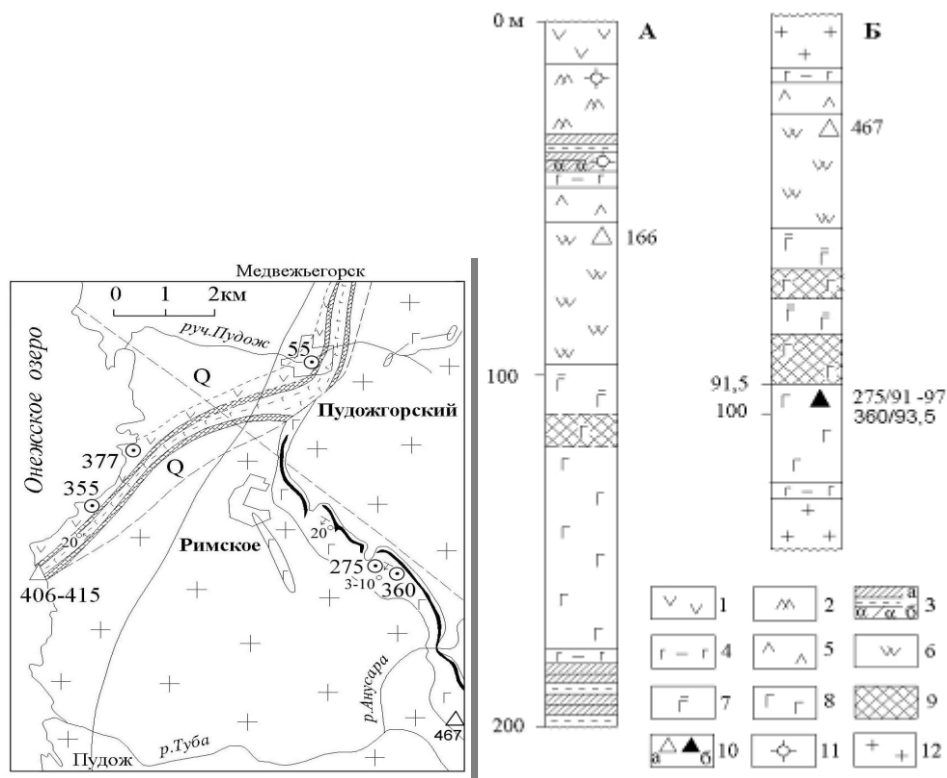 Медвежьегорск
0 1 2км
руч.Пудож
Онежское озеро
55
Q
Пудожгорский
377
Q
355
20°
Римское
20°
275
3-10°
360
406-415
р.Анусара
467
р.Туба
Пудож
0 м
А
Б
467
166
100
91,5
100
275/91 -97
360/93,5
200
1
2
а
α α б 3
г – г 4
5
6
7
8
9
а б 10
11
12